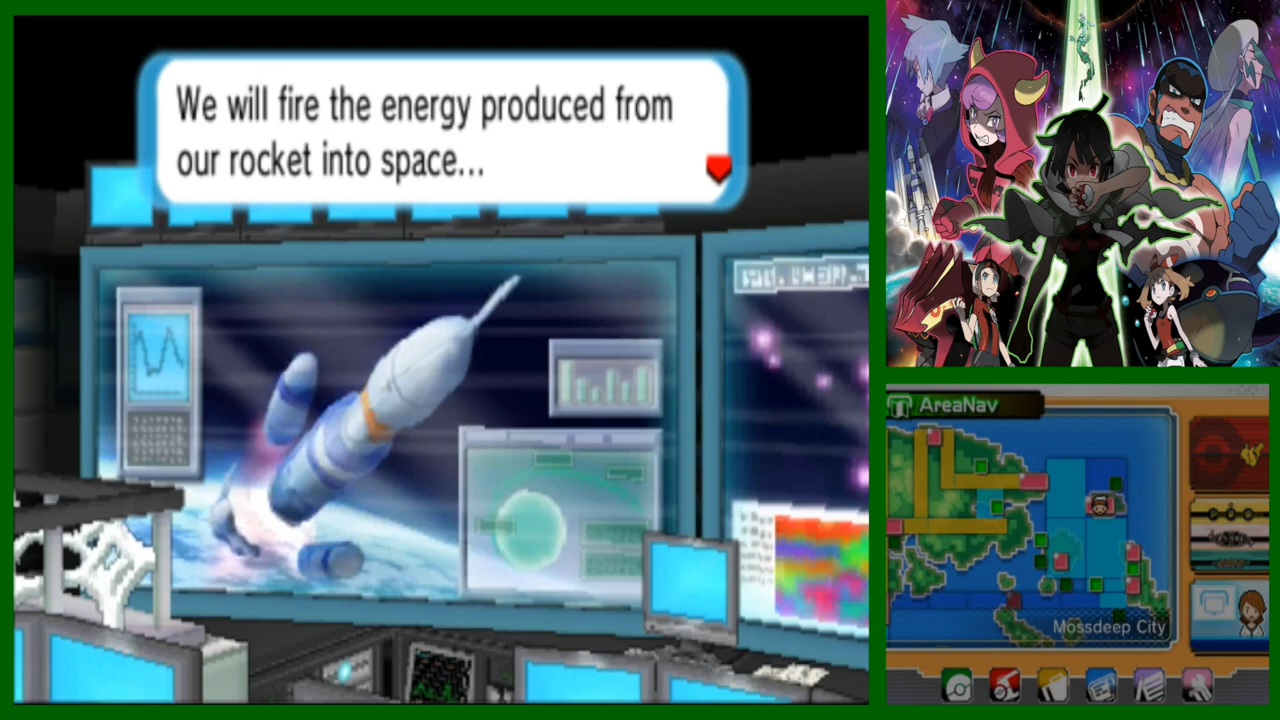 We will fire the energy produced from
our rocket into space...
AreaNav
Mossdeep City